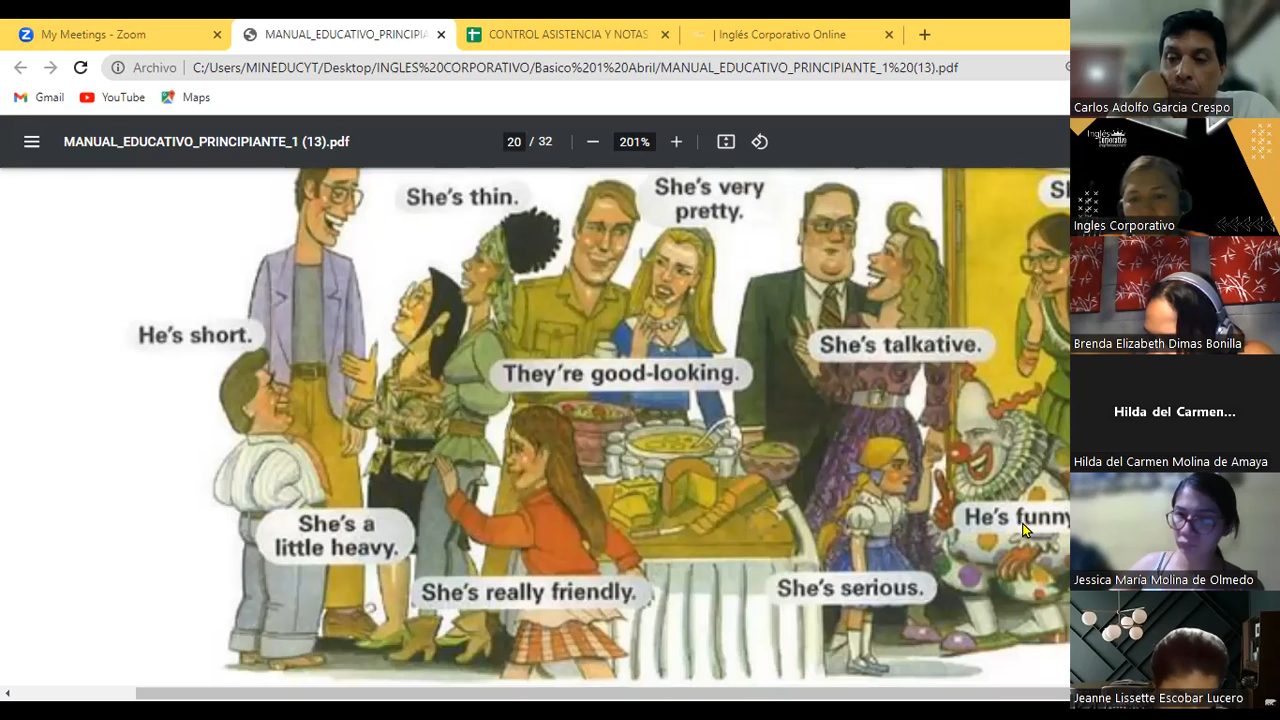 My Meetings - Zoom
MANUAL_EDUCATIVO_PRINCIPIA
CONTROL ASISTENCIA Y NOTAS
| Inglés Corporativo Online
Archivo
C:/Users/MINEDUCYT/Desktop/INGLES%20CORPORATIVO/Basico%201%20Abril/MANUAL_EDUCATIVO_PRINCIPIANTE_1%20(13).pdf
Gmail
YouTube
Maps
MANUAL_EDUCATIVO_PRINCIPIANTE_1 (13).pdf
20 / 32
201%
She's thin.
She's very
pretty.
S
He's short.
She's talkative.
They're good-looking.
She's a
little heavy.
He's funny
She's really friendly.
She's serious.
Carlos Adolfo Garcia Crespo
Inglés
Corporativo
Ingles Corporativo
Brenda Elizabeth Dimas Bonilla
Hilda del Carmen...
Hilda del Carmen Molina de Amaya
Jessica María Molina de Olmedo
Jeanne Lissette Escobar Lucero